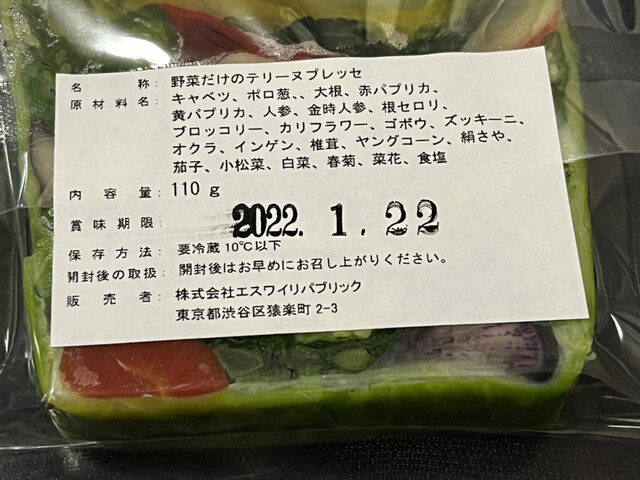 名称: 野菜だけのテリーヌプレッセ
原材料名: キャベツ、ポロ葱、、大根、赤パプリカ、
黄パプリカ、人参、金時人参、根セロリ、
ブロッコリー、カリフラワー、ゴボウ、ズッキーニ、
オクラ、インゲン、椎茸、ヤングコーン、絹さや、
茄子、小松菜、白菜、春菊、菜花、食塩
内容量: 110g
賞味期限 2022. 1. 22
保存方法: 要冷蔵10℃以下
開封後の取扱: 開封後はお早めにお召し上がりください。
販売者: 株式会社エスワイリパブリック
東京都渋谷区猿楽町 2-3